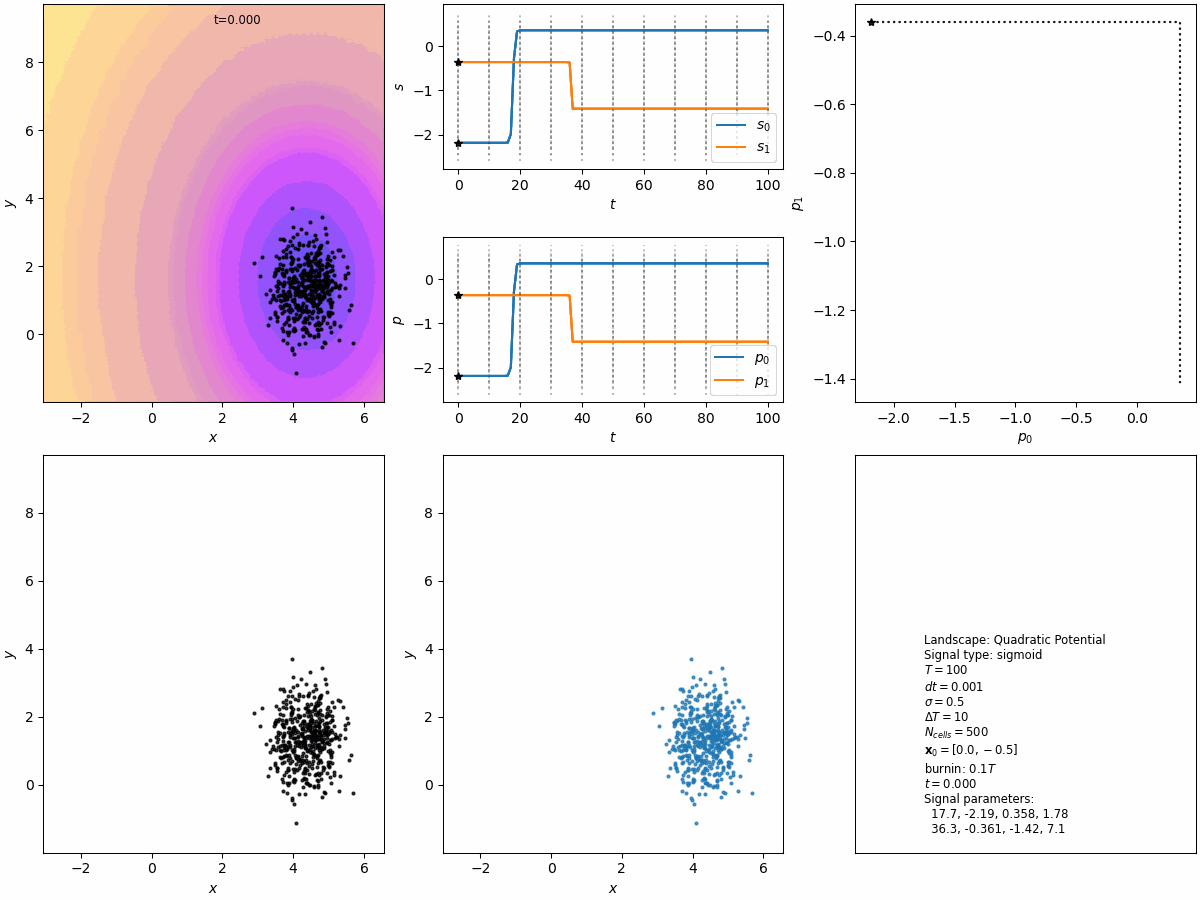 t=0.000
8
6
4
2
0
y
−2
0
2
4
6
x
0
−1
−2
s
s₀
s₁
0
20
40
60
80
100
t
0
−1
−2
p
p₀
p₁
0
20
40
60
80
100
t
−0.4
−0.6
−0.8
−1.0
−1.2
−1.4
p₁
−2.0
−1.5
−1.0
−0.5
0.0
p₀
8
6
4
2
0
y
−2
0
2
4
6
x
8
6
4
2
0
y
−2
0
2
4
6
x
Landscape: Quadratic Potential
Signal type: sigmoid
T = 100
dt = 0.001
σ = 0.5
ΔT = 10
N_cells = 500
x₀ = [0.0, −0.5]
burnin: 0.1T
t = 0.000
Signal parameters:
17.7, -2.19, 0.358, 1.78
36.3, -0.361, -1.42, 7.1